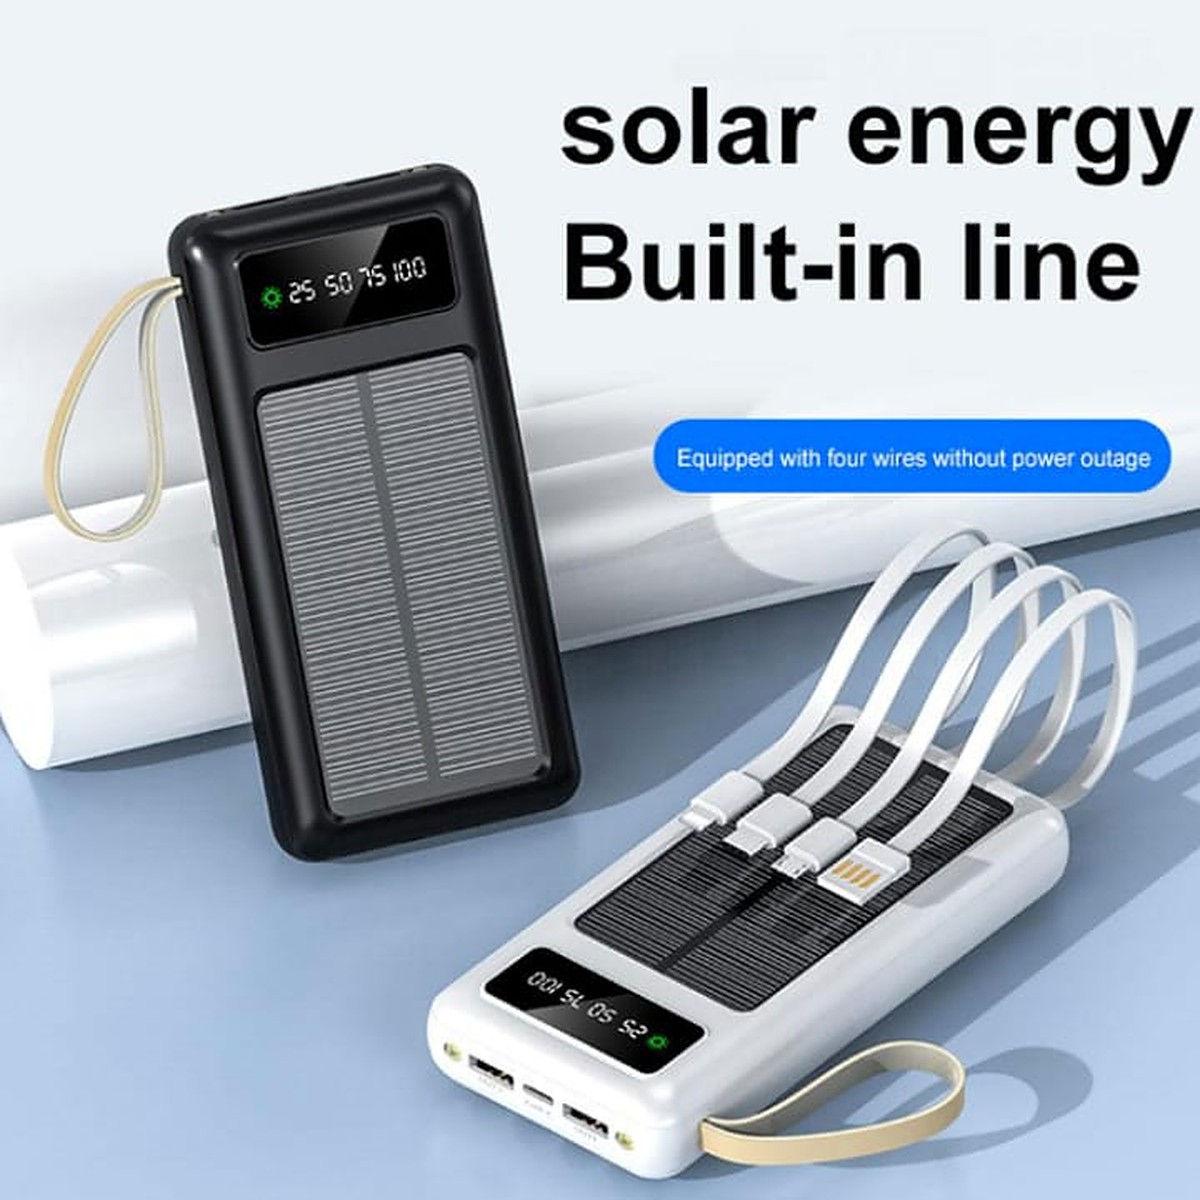 solar energy
Built-in line
Equipped with four wires without power outage
25 50 75 100
25 50 75 100